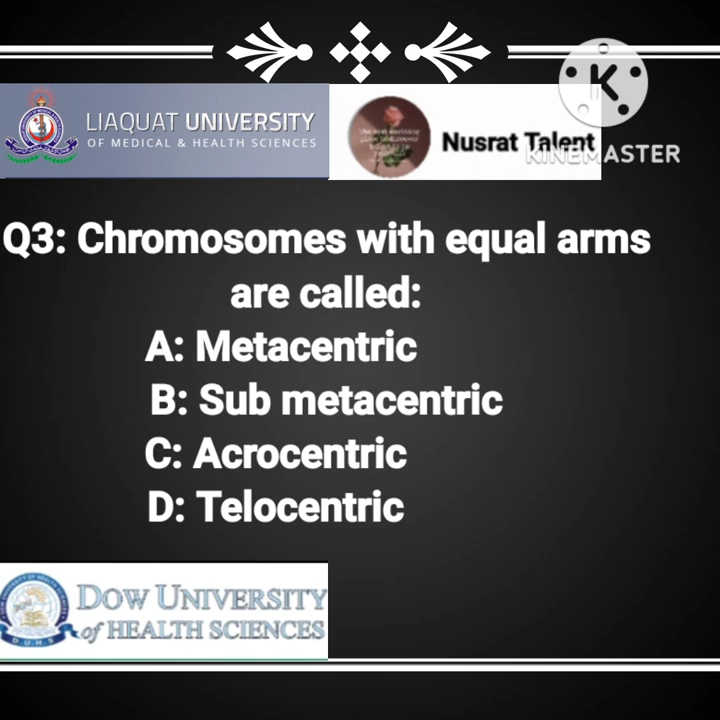 LIAQUAT UNIVERSITY
OF MEDICAL & HEALTH SCIENCES
Nusrat Talent
K
KINEMASTER
Q3: Chromosomes with equal arms
are called:
A: Metacentric
B: Sub metacentric
C: Acrocentric
D: Telocentric
DOW UNIVERSITY
of HEALTH SCIENCES
D.U.H.S